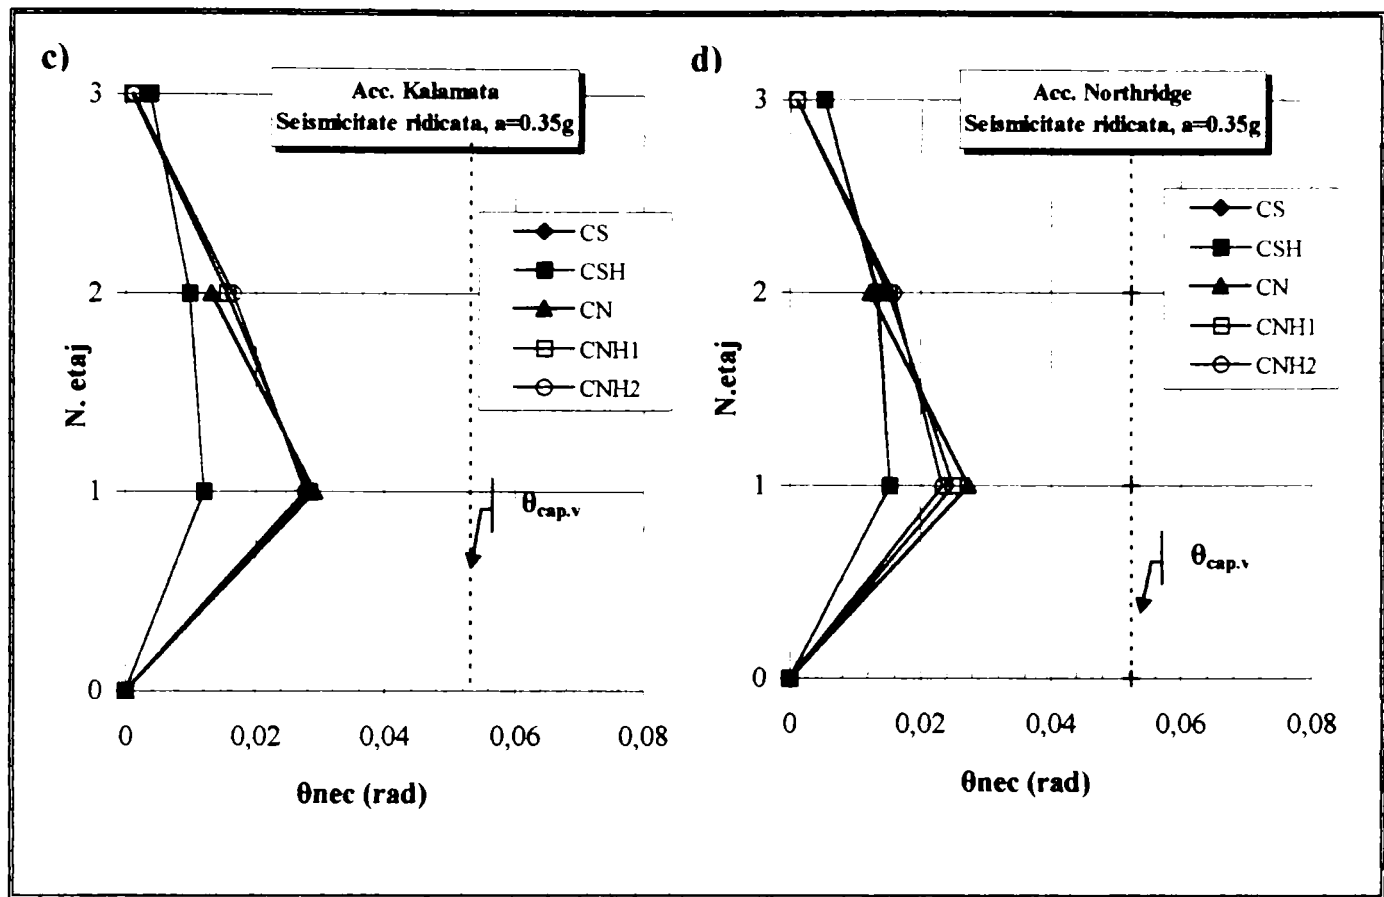 c)
Acc. Kalamata
Seismicitate ridicata, a=0.35g
3
2
1
0
N. etaj
CS
CSH
CN
CNH1
CNH2
θcap.v
0
0,02
0,04
0,06
0,08
θnec (rad)
d)
Acc. Northridge
Seismicitate ridicata, a=0.35g
3
2
1
0
N.etaj
CS
CSH
CN
CNH1
CNH2
θcap.v
0
0,02
0,04
0,06
0,08
θnec (rad)